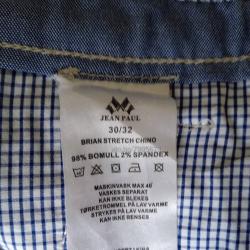 JEAN PAUL
30/32
BRIAN STRETCH CHINO
98% BOMULL 2% SPANDEX
MASKINVASK MAX 40°
VASKES SEPARAT
KAN IKKE BLEKES
TØRKETROMMEL PÅ LAV VARME
STRYKES PÅ LAV VARME
KAN IKKE RENSES